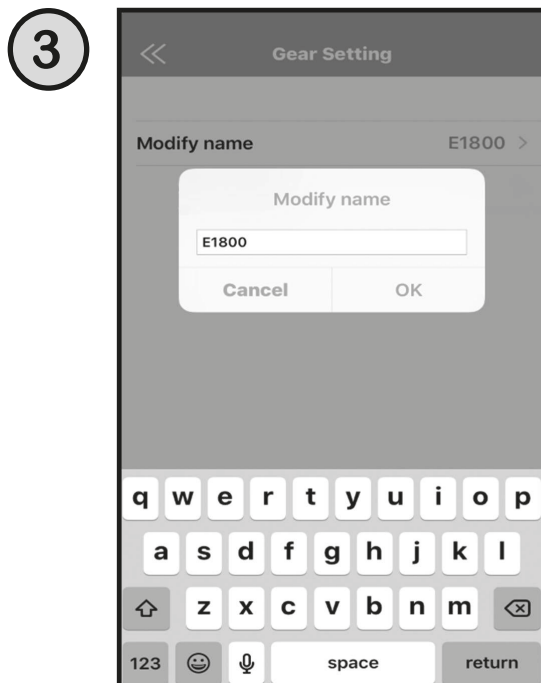 3
Gear Setting
Modify name E1800 >
Modify name
E1800
Cancel OK
q w e r t y u i o p
a s d f g h j k l
z x c v b n m
123 space return